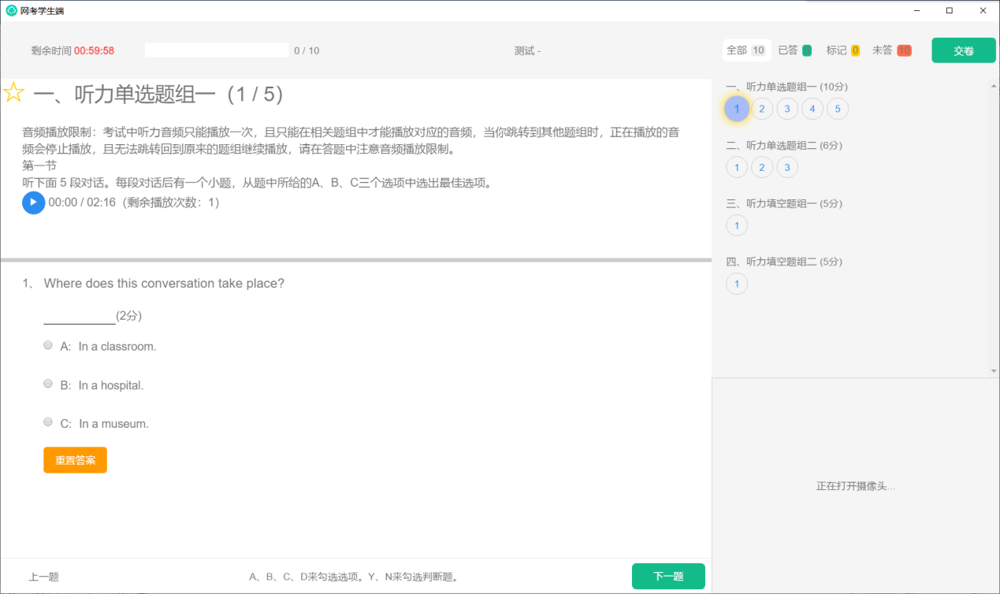 网考学生端
剩余时间 00:59:58
0 / 10
测试 -
全部 10 已答 标记 0 未答 10
交卷
一、听力单选题组一（1 / 5）
音频播放限制：考试中听力音频只能播放一次，且只能在相关题组中才能播放对应的音频，当你跳转到其他题组时，正在播放的音
频会停止播放，且无法跳转回到原来的题组继续播放，请在答题中注意音频播放限制。
第一节
听下面 5 段对话。每段对话后有一个小题，从题中所给的A、B、C三个选项中选出最佳选项。
00:00 / 02:16（剩余播放次数：1）
1、 Where does this conversation take place?
___________(2分)
A: In a classroom.
B: In a hospital.
C: In a museum.
重置答案
上一题
A、B、C、D来勾选选项。Y、N来勾选判断题。
下一题
一、听力单选题组一 (10分)
1 2 3 4 5
二、听力单选题组二 (6分)
1 2 3
三、听力填空题组一 (5分)
1
四、听力填空题组二 (5分)
1
正在打开摄像头...